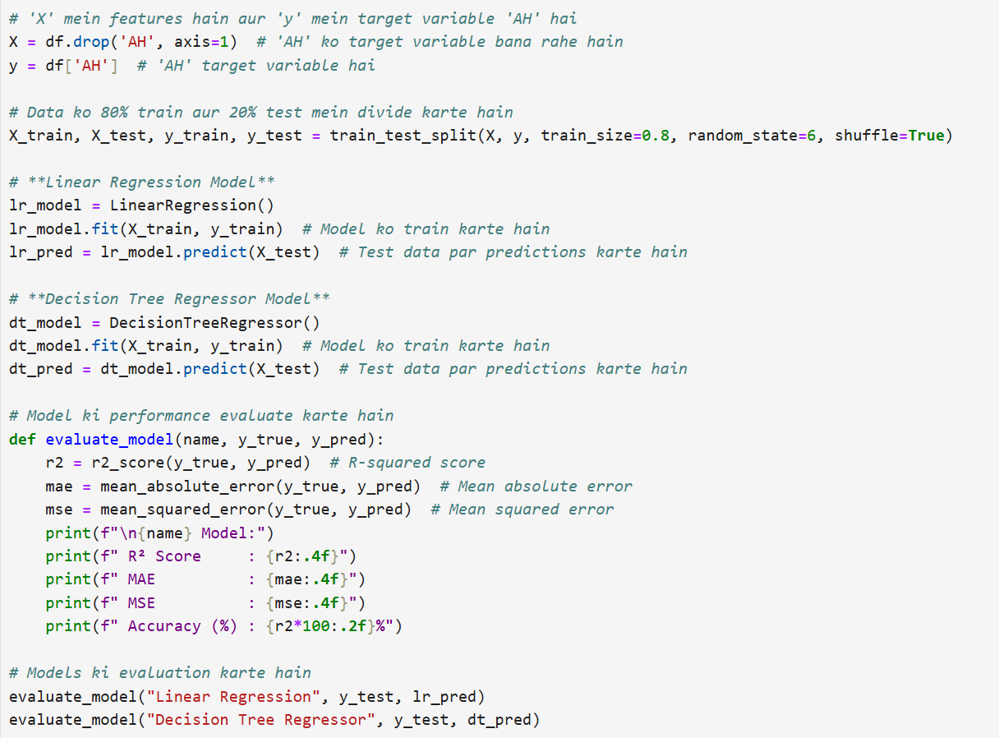 # 'X' mein features hain aur 'y' mein target variable 'AH' hai
X = df.drop('AH', axis=1)  # 'AH' ko target variable bana rahe hain
y = df['AH']  # 'AH' target variable hai

# Data ko 80% train aur 20% test mein divide karte hain
X_train, X_test, y_train, y_test = train_test_split(X, y, train_size=0.8, random_state=6, shuffle=True)

# **Linear Regression Model**
lr_model = LinearRegression()
lr_model.fit(X_train, y_train)  # Model ko train karte hain
lr_pred = lr_model.predict(X_test)  # Test data par predictions karte hain

# **Decision Tree Regressor Model**
dt_model = DecisionTreeRegressor()
dt_model.fit(X_train, y_train)  # Model ko train karte hain
dt_pred = dt_model.predict(X_test)  # Test data par predictions karte hain

# Model ki performance evaluate karte hain
def evaluate_model(name, y_true, y_pred):
    r2 = r2_score(y_true, y_pred)  # R-squared score
    mae = mean_absolute_error(y_true, y_pred)  # Mean absolute error
    mse = mean_squared_error(y_true, y_pred)  # Mean squared error
    print(f"\n{name} Model:")
    print(f" R² Score     : {r2:.4f}")
    print(f" MAE          : {mae:.4f}")
    print(f" MSE          : {mse:.4f}")
    print(f" Accuracy (%) : {r2*100:.2f}%")

# Models ki evaluation karte hain
evaluate_model("Linear Regression", y_test, lr_pred)
evaluate_model("Decision Tree Regressor", y_test, dt_pred)